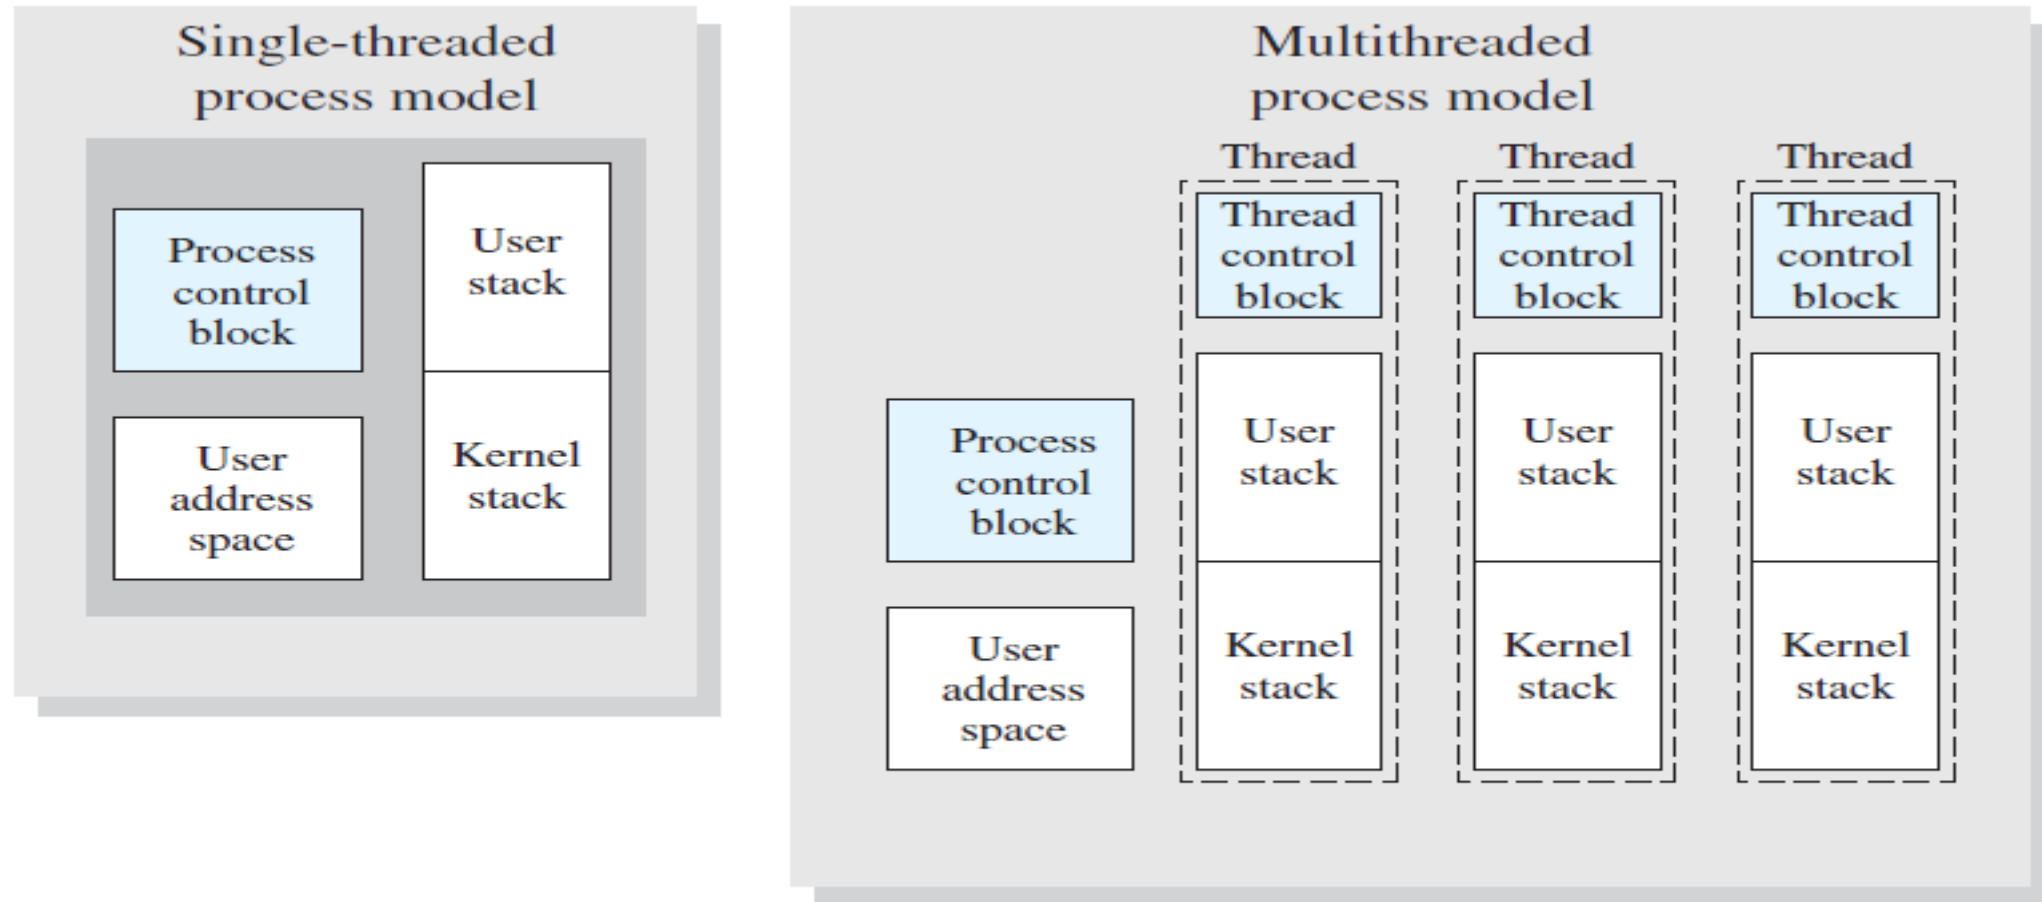 Single-threaded
process model
Process
control
block
User
address
space
User
stack
Kernel
stack
Multithreaded
process model
Process
control
block
User
address
space
Thread
Thread
control
block
User
stack
Kernel
stack
Thread
Thread
control
block
User
stack
Kernel
stack
Thread
Thread
control
block
User
stack
Kernel
stack